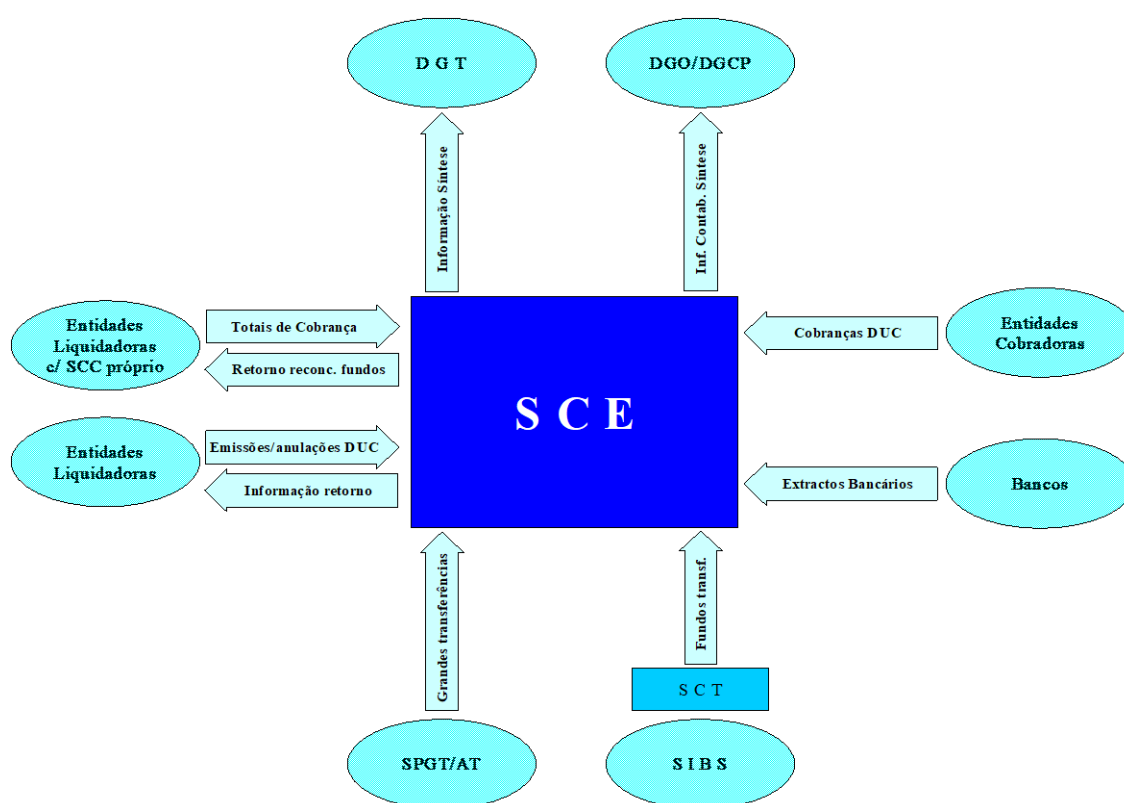 D G T
DGO/DGCP
Informação Síntese
Inf. Contab. Síntese
Entidades
Liquidadoras
c/ SCC próprio
Totais de Cobrança
Retorno reconc. fundos
Cobranças DUC
Entidades
Cobradoras
S C E
Entidades
Liquidadoras
Emissões/anulações DUC
Informação retorno
Extractos Bancários
Bancos
Grandes transferências
Fundos transf.
S C T
SPGT/AT
S I B S